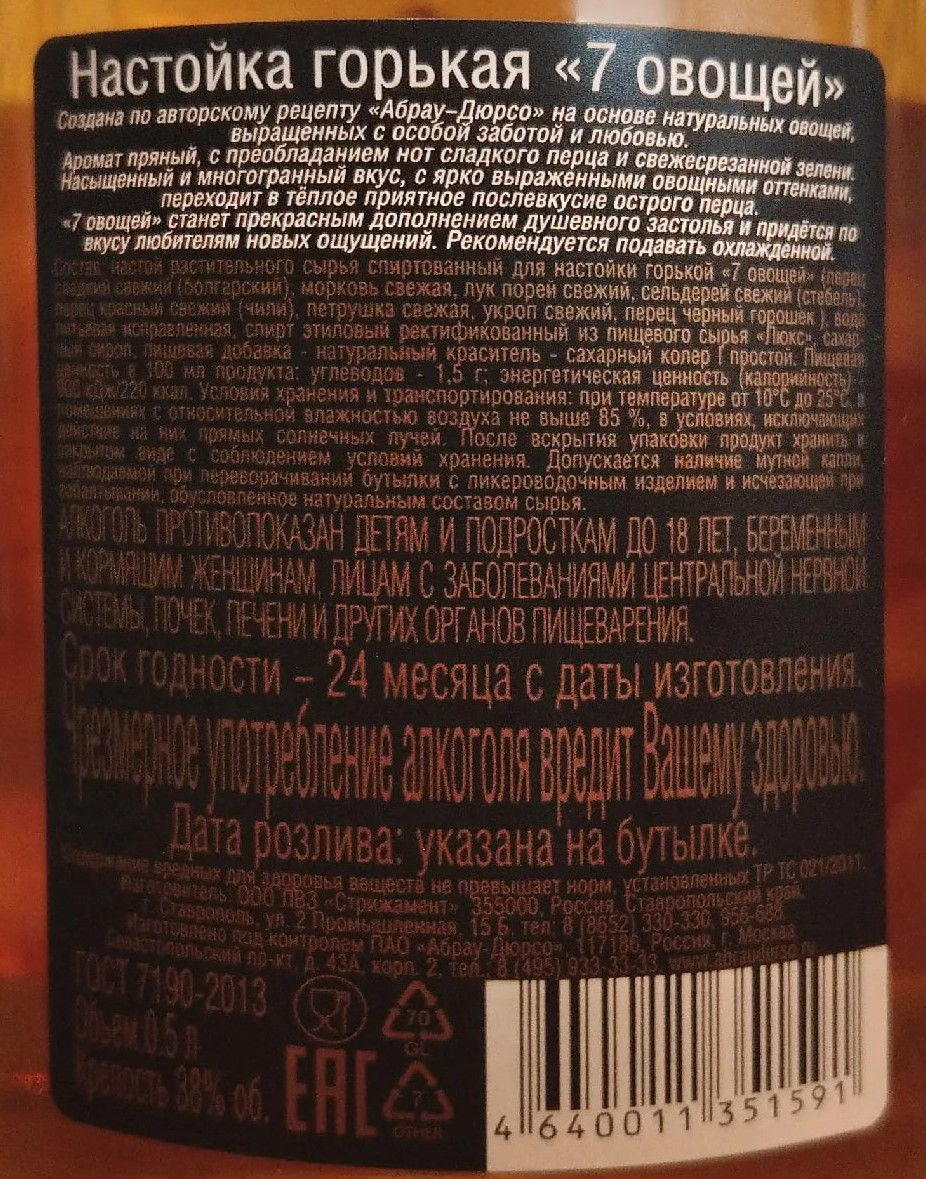 Настойка горькая «7 овощей»
Создана по авторскому рецепту «Абрау–Дюрсо» на основе натуральных овощей,
выращенных с особой заботой и любовью.
Аромат пряный, с преобладанием нот сладкого перца и свежесрезанной зелени.
Насыщенный и многогранный вкус, с ярко выраженными овощными оттенками,
переходит в тёплое приятное послевкусие острого перца.
«7 овощей» станет прекрасным дополнением душевного застолья и придётся по
вкусу любителям новых ощущений. Рекомендуется подавать охлаждённой.
Состав: настой растительного сырья спиртованный для настойки горькой «7 овощей» (перец
сладкий свежий (болгарский), морковь свежая, лук порей свежий, сельдерей свежий (стебель),
перец красный свежий (чили), петрушка свежая, укроп свежий, перец черный горошек), вода
питьевая исправленная, спирт этиловый ректификованный из пищевого сырья «Люкс», сахар-
ный сироп, пищевая добавка - натуральный краситель - сахарный колер I простой. Пищевая
ценность в 100 мл продукта: углеводов - 1,5 г; энергетическая ценность (калорийность) -
кДж/220 ккал. Условия хранения и транспортирования: при температуре от 10°С до 25°С, в
помещениях с относительной влажностью воздуха не выше 85 %, в условиях, исключающих
действие на них прямых солнечных лучей. После вскрытия упаковки продукт хранить в
закрытом виде с соблюдением условий хранения. Допускается наличие мутной капли,
наблюдаемой при переворачивании бутылки с ликероводочным изделием и исчезающей при
взбалтывании, обусловленное натуральным составом сырья.
АЛКОГОЛЬ ПРОТИВОПОКАЗАН ДЕТЯМ И ПОДРОСТКАМ ДО 18 ЛЕТ, БЕРЕМЕННЫМ
И КОРМЯЩИМ ЖЕНЩИНАМ, ЛИЦАМ С ЗАБОЛЕВАНИЯМИ ЦЕНТРАЛЬНОЙ НЕРВНОЙ
СИСТЕМЫ, ПОЧЕК, ПЕЧЕНИ И ДРУГИХ ОРГАНОВ ПИЩЕВАРЕНИЯ.
Срок годности – 24 месяца с даты изготовления.
Чрезмерное употребление алкоголя вредит Вашему здоровью.
Дата розлива: указана на бутылке.
Содержание вредных для здоровья веществ не превышает норм, установленных ТР ТС 021/2011.
Изготовитель: ООО ЛВЗ «Стрижамент» 355000, Россия, Ставропольский край,
г. Ставрополь, ул. 2 Промышленная, 15 Б, тел: 8 (8652) 330-330, 956-688.
Изготовлено под контролем ПАО «Абрау-Дюрсо», 117186, Россия, г. Москва,
Севастопольский пр-кт, д. 43А, корп. 2, тел.: 8 (495) 933-33-33, www.abraudurso.ru
ГОСТ 7190-2013
Объем 0,5 л
Крепость 38% об.
70
GL
EAC
7
OTHER
4 640011 351591